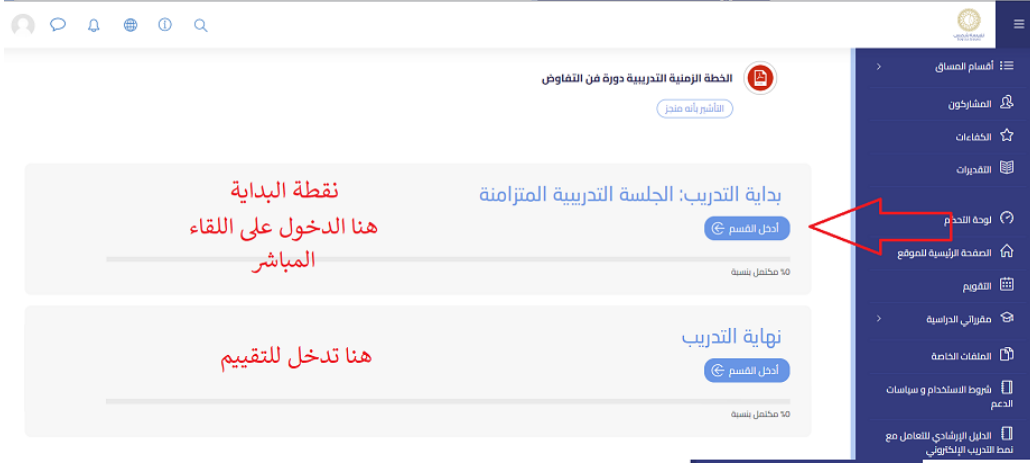 أقسام المساق
المشاركون
الكفاءات
التقديرات
لوحة التحكم
الصفحة الرئيسية للموقع
التقويم
مقرراتي الدراسية
الملفات الخاصة
شروط الاستخدام و سياسات
الدعم
الدليل الإرشادي للتعامل مع
نمط التدريب الإلكتروني
الخطة الزمنية التدريبية دورة فن التفاوض
التأشير بأنه منجز
بداية التدريب: الجلسة التدريبية المتزامنة
أدخل القسم
%0 مكتمل بنسبة
نقطة البداية
هنا الدخول على اللقاء
المباشر
نهاية التدريب
أدخل القسم
%0 مكتمل بنسبة
هنا تدخل للتقييم